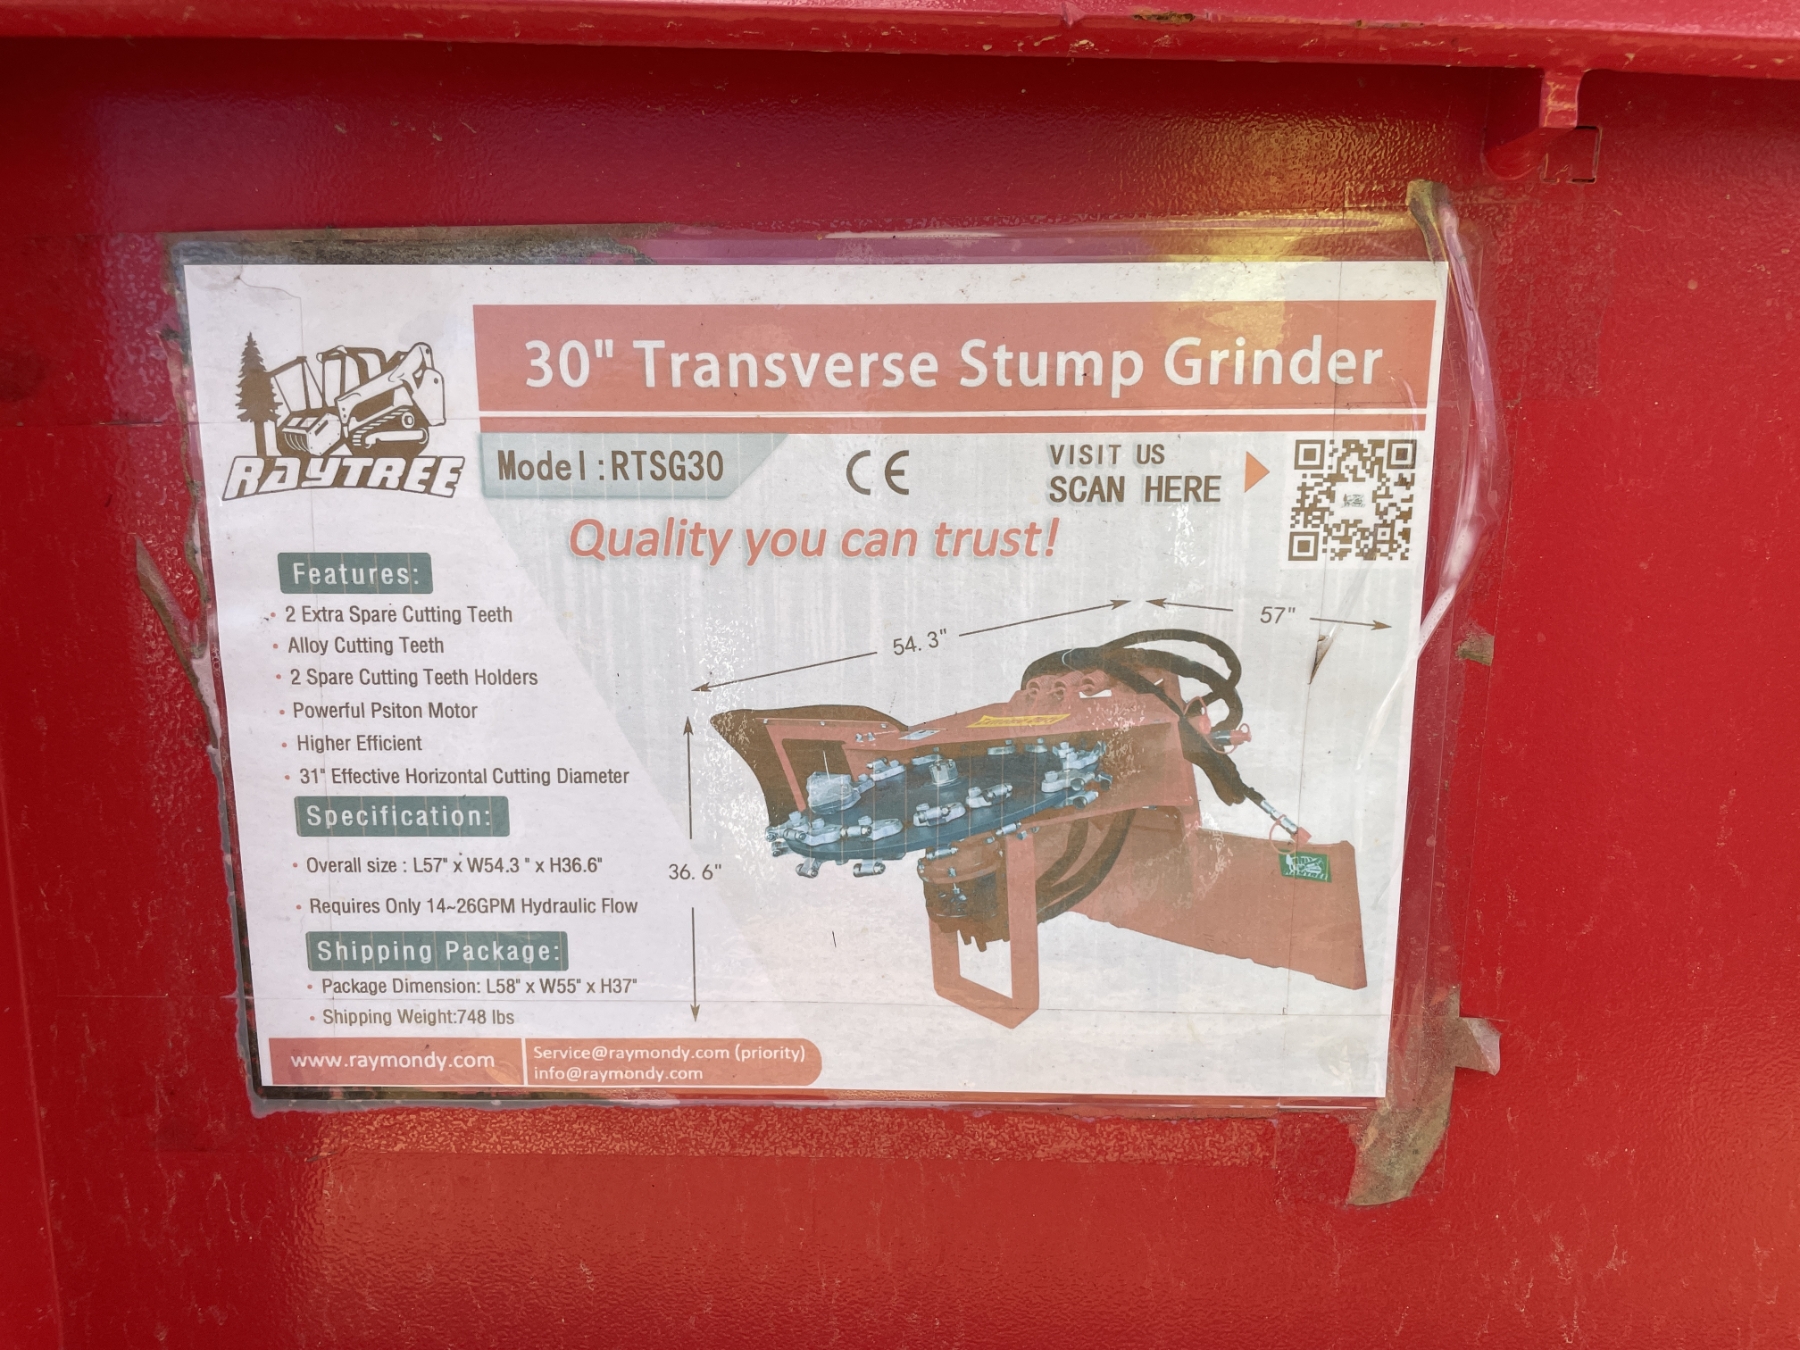 30" Transverse Stump Grinder
RAYTREE
Model:RTSG30
CE
VISIT US
SCAN HERE
Quality you can trust!
Features:
· 2 Extra Spare Cutting Teeth
· Alloy Cutting Teeth
· 2 Spare Cutting Teeth Holders
· Powerful Psiton Motor
· Higher Efficient
· 31" Effective Horizontal Cutting Diameter
Specification:
· Overall size : L57" x W54.3 " x H36.6"
· Requires Only 14~26GPM Hydraulic Flow
Shipping Package:
· Package Dimension: L58" x W55" x H37"
· Shipping Weight:748 lbs
54.3"
57"
36.6"
www.raymondy.com
Service@raymondy.com (priority)
info@raymondy.com